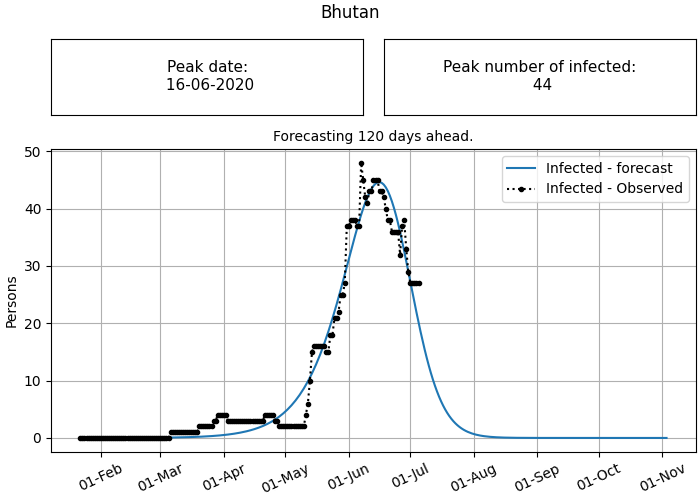 Bhutan
Peak date:
16-06-2020
Peak number of infected:
44
Forecasting 120 days ahead.
Infected - forecast
Infected - Observed
Persons
50
40
30
20
10
0
01-Feb
01-Mar
01-Apr
01-May
01-Jun
01-Jul
01-Aug
01-Sep
01-Oct
01-Nov